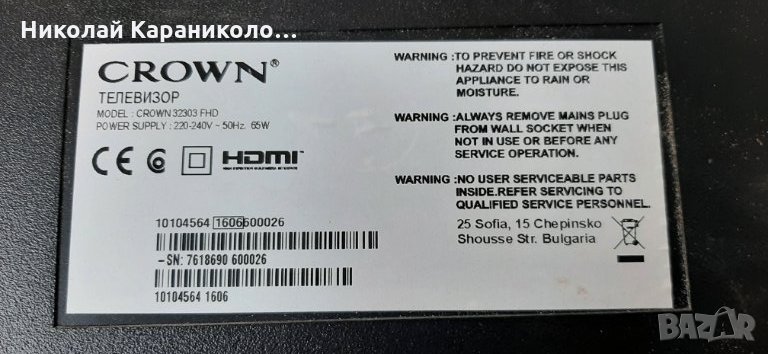 Николай Караниколо...
CROWN®
ТЕЛЕВИЗОР
MODEL : CROWN 32303 FHD
POWER SUPPLY : 220-240V ~ 50Hz. 65W
CE HDMI
10104564 1606600026
-SN: 7618690 600026
10104564 1606
WARNING :TO PREVENT FIRE OR SHOCK
HAZARD DO NOT EXPOSE THIS
APPLIANCE TO RAIN OR
MOISTURE.
WARNING :ALWAYS REMOVE MAINS PLUG
FROM WALL SOCKET WHEN
NOT IN USE OR BEFORE ANY
SERVICE OPERATION.
WARNING :NO USER SERVICEABLE PARTS
INSIDE.REFER SERVICING TO
QUALIFIED SERVICE PERSONNEL.
25 Sofia, 15 Chepinsko
Shousse Str. Bulgaria
BAZAR